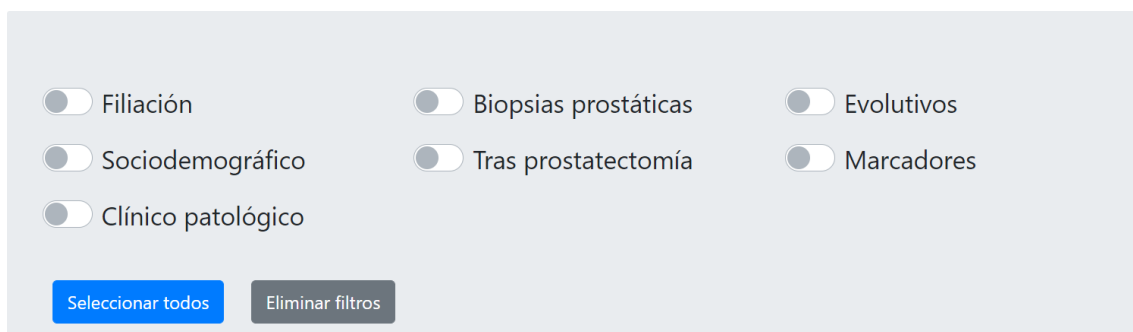 Filiación
Biopsias prostáticas
Evolutivos
Sociodemográfico
Tras prostatectomía
Marcadores
Clínico patológico
Seleccionar todos
Eliminar filtros